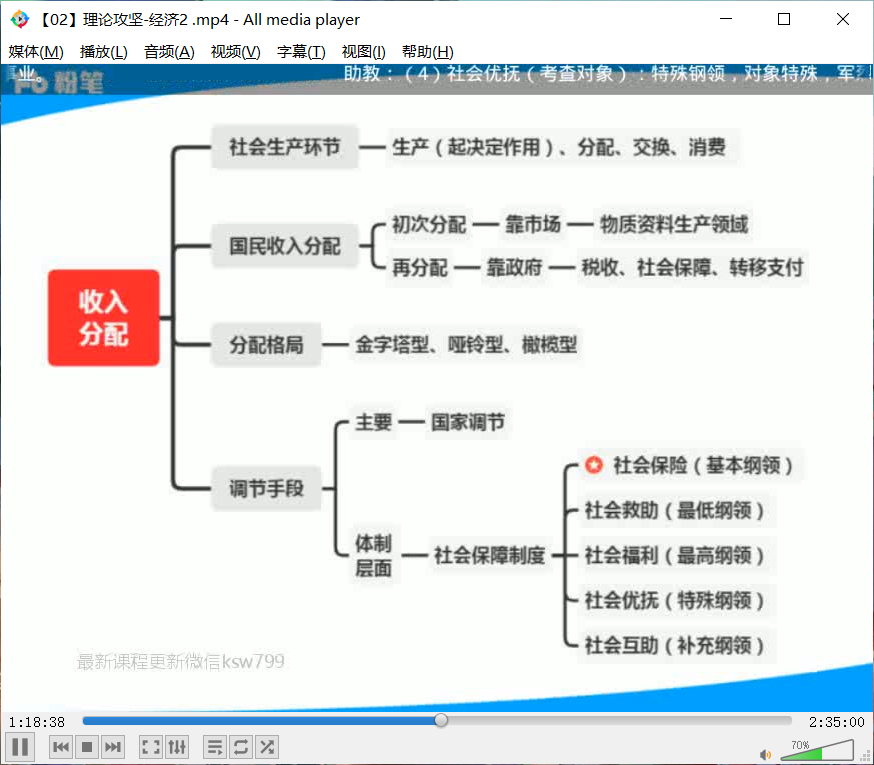 【02】理论攻坚-经济2 .mp4 - All media player
媒体(M) 播放(L) 音频(A) 视频(V) 字幕(T) 视图(I) 帮助(H)
业。
粉笔
助教：（4）社会优抚（考查对象）：特殊钢领，对象特殊，军
社会生产环节
生产（起决定作用）、分配、交换、消费
国民收入分配
初次分配 靠市场 物质资料生产领域
再分配 靠政府 税收、社会保障、转移支付
收入
分配
分配格局
金字塔型、哑铃型、橄榄型
调节手段
主要 国家调节
体制
层面
社会保障制度
社会保险（基本纲领）
社会救助（最低纲领）
社会福利（最高纲领）
社会优抚（特殊纲领）
社会互助（补充纲领）
最新课程更新微信ksw799
1:18:38
2:35:00
70%